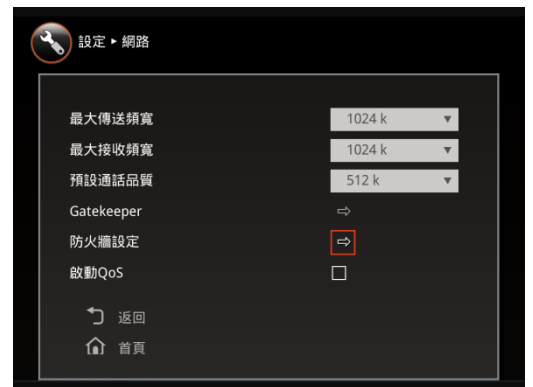 設定 ▸ 網路
最大傳送頻寬 1024 k ▼
最大接收頻寬 1024 k ▼
預設通話品質 512 k ▼
Gatekeeper ⇨
防火牆設定 ⇨
啟動QoS ☐
返回
首頁